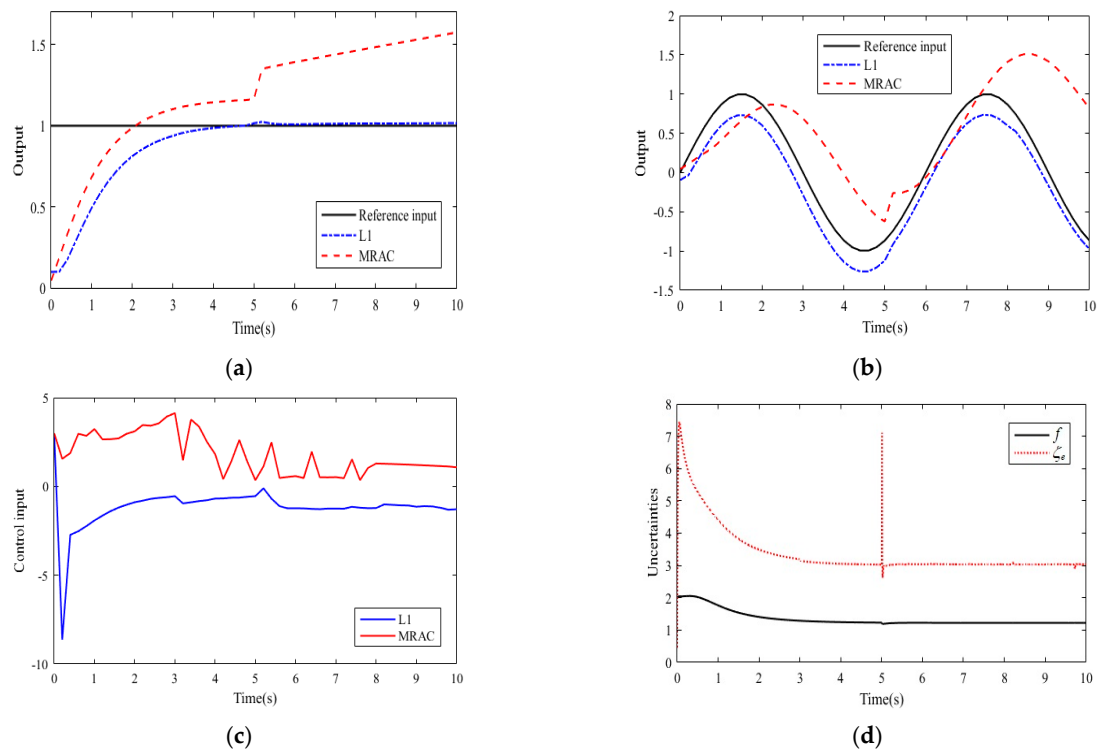 1.5
1
0.5
0
Output
Reference input
L1
MRAC
0 1 2 3 4 5 6 7 8 9 10
Time(s)
(a)
2
1.5
1
0.5
0
-0.5
-1
-1.5
Output
Reference input
L1
MRAC
0 1 2 3 4 5 6 7 8 9 10
Time(s)
(b)
5
0
-5
-10
Control input
L1
MRAC
0 1 2 3 4 5 6 7 8 9 10
Time(s)
(c)
8
7
6
5
4
3
2
1
0
Uncertainties
f
ζe
0 1 2 3 4 5 6 7 8 9 10
Time(s)
(d)